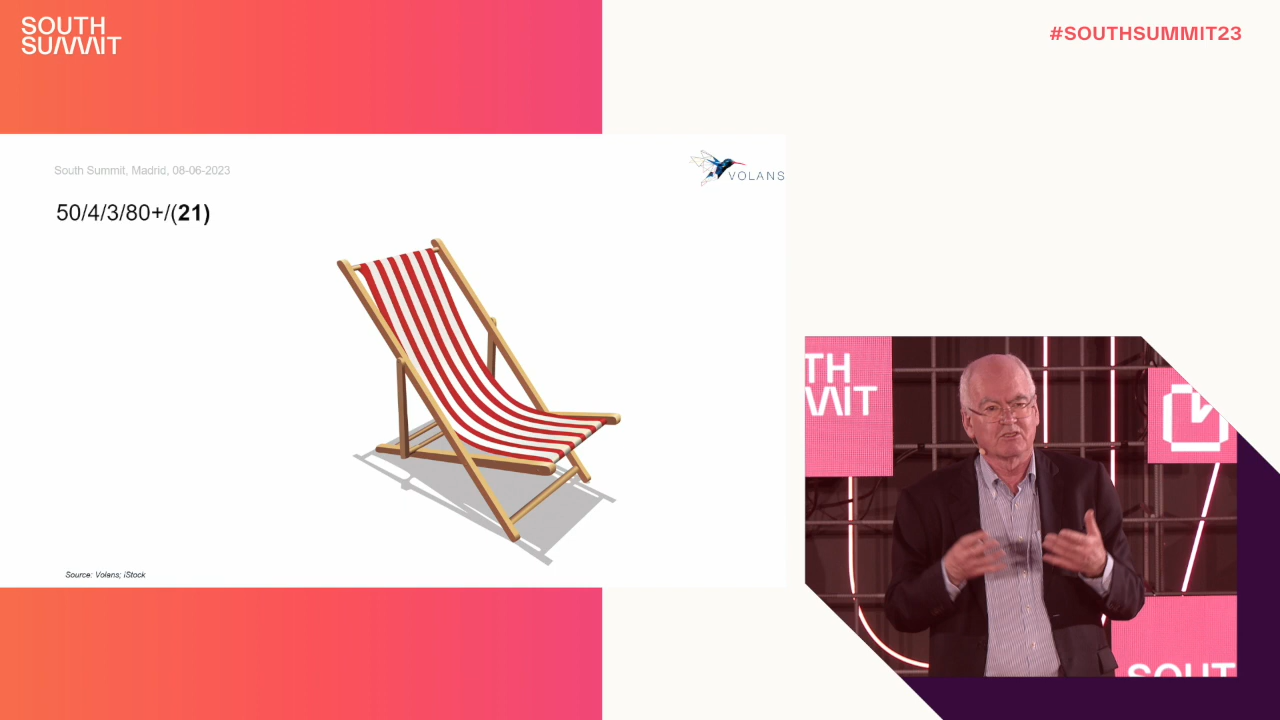 SOUTH
SUMMIT
#SOUTHSUMMIT23
South Summit, Madrid, 08-06-2023
VOLANS
50/4/3/80+/(21)
Source: Volans; iStock
TH
MIT
SOUT